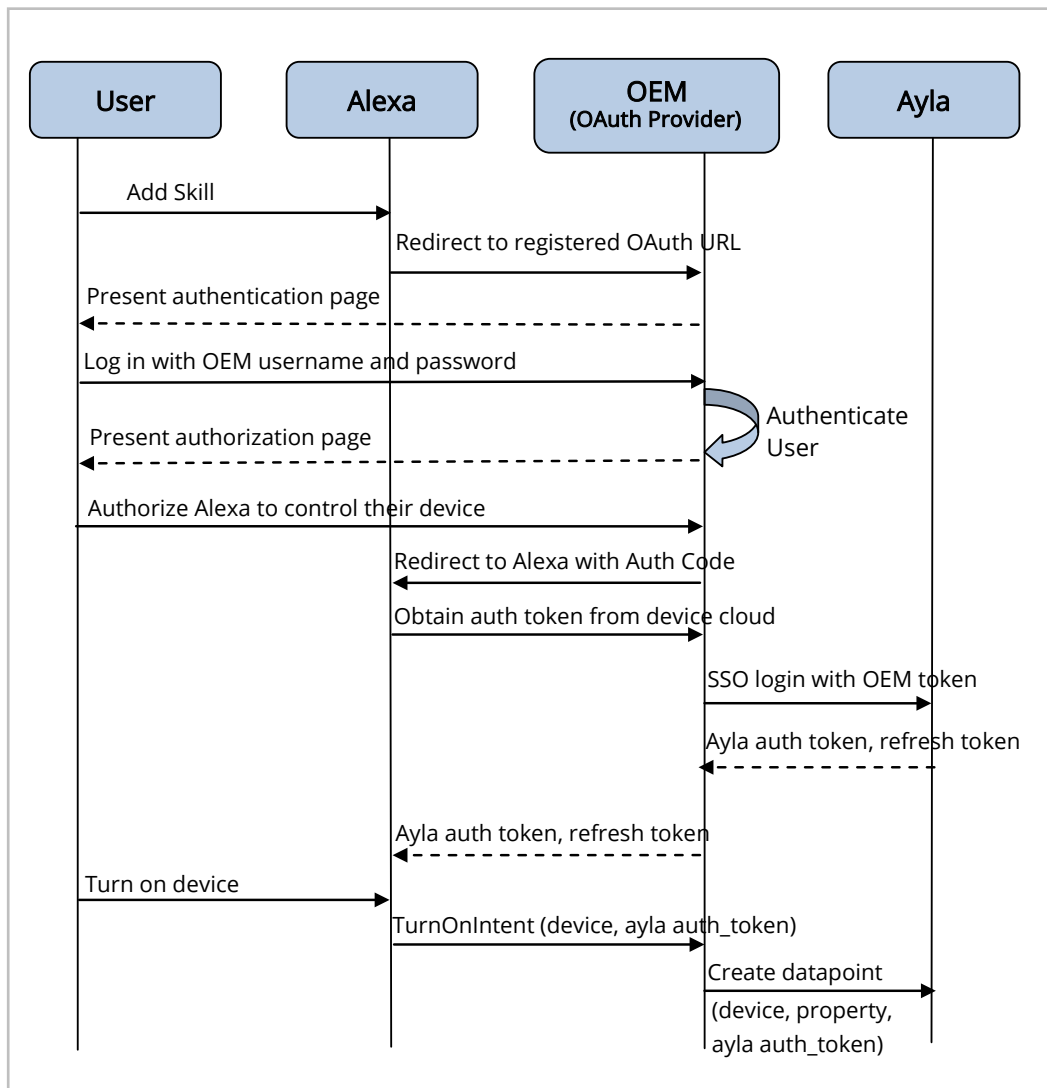 User
Alexa
OEM
(OAuth Provider)
Ayla
Add Skill
Redirect to registered OAuth URL
Present authentication page
Log in with OEM username and password
Authenticate
User
Present authorization page
Authorize Alexa to control their device
Redirect to Alexa with Auth Code
Obtain auth token from device cloud
SSO login with OEM token
Ayla auth token, refresh token
Ayla auth token, refresh token
Turn on device
TurnOnIntent (device, ayla auth_token)
Create datapoint
(device, property,
ayla auth_token)